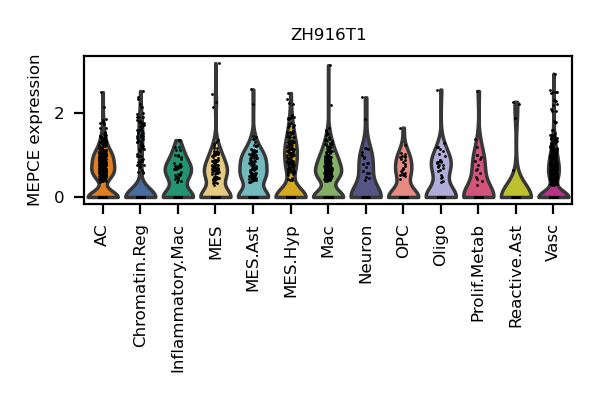 ZH916T1
MEPCE expression
2
0
AC
Chromatin.Reg
Inflammatory.Mac
MES
MES.Ast
MES.Hyp
Mac
Neuron
OPC
Oligo
Prolif.Metab
Reactive.Ast
Vasc